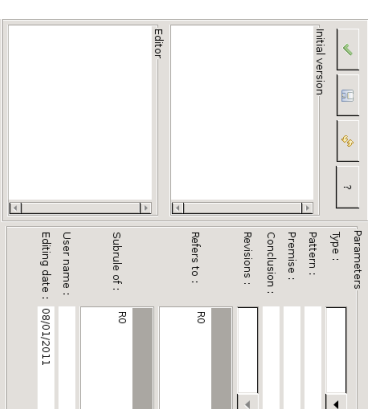 ?
Initial version
Editor
Parameters
Type :
Pattern :
Premise :
Conclusion :
Revisions :
Refers to :
R0
Subrule of :
R0
User name :
Editing date : 08/01/2011